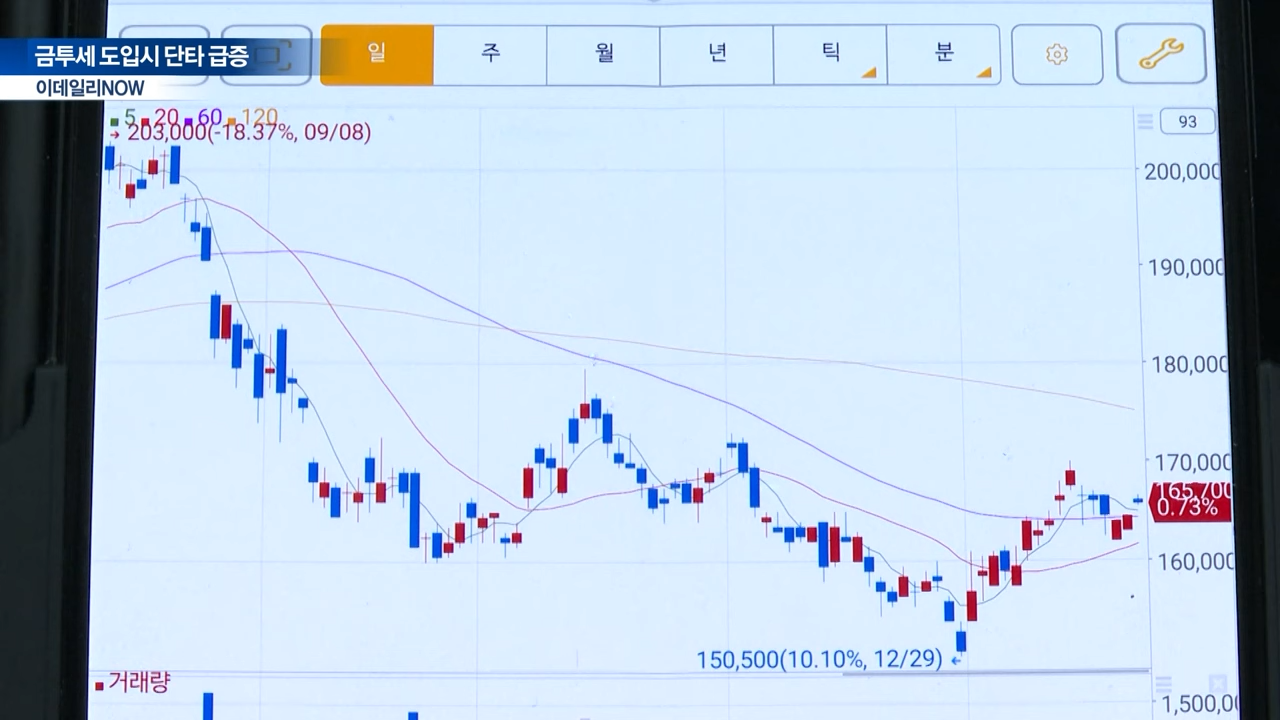 금투세 도입시 단타 급증
이데일리NOW
일 주 월 년 틱 분
5 20 60 120
203,000(-18.37%, 09/08)
93
200,000
190,000
180,000
170,000
165,700
0.73%
160,000
150,500(10.10%, 12/29)
거래량
1,500,0